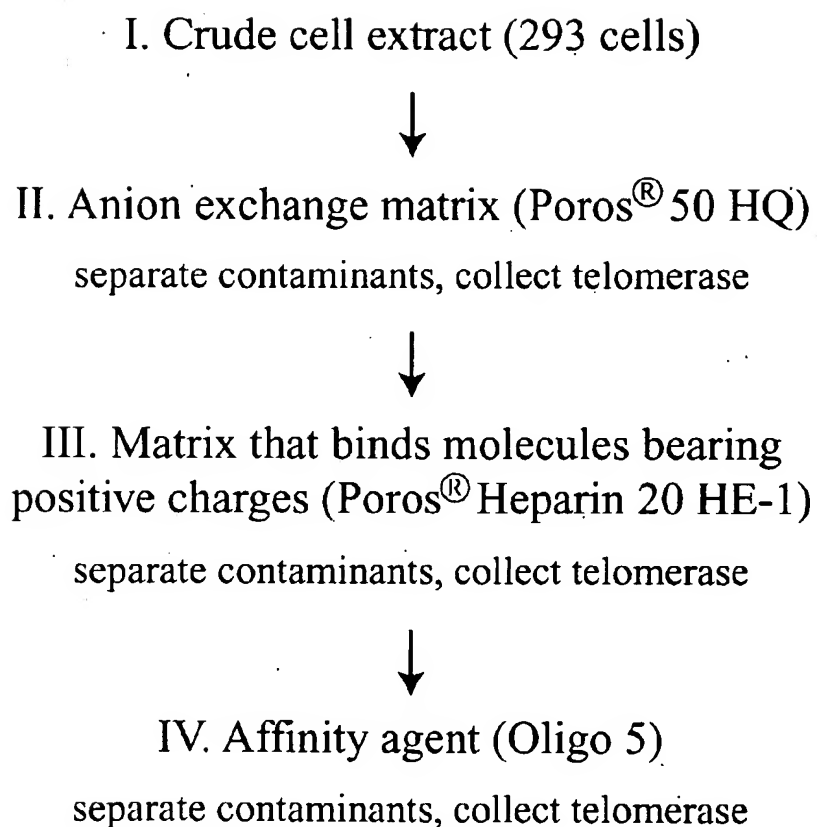 I. Crude cell extract (293 cells)
II. Anion exchange matrix (Poros® 50 HQ)
separate contaminants, collect telomerase
III. Matrix that binds molecules bearing
positive charges (Poros® Heparin 20 HE-1)
separate contaminants, collect telomerase
IV. Affinity agent (Oligo 5)
separate contaminants, collect telomerase